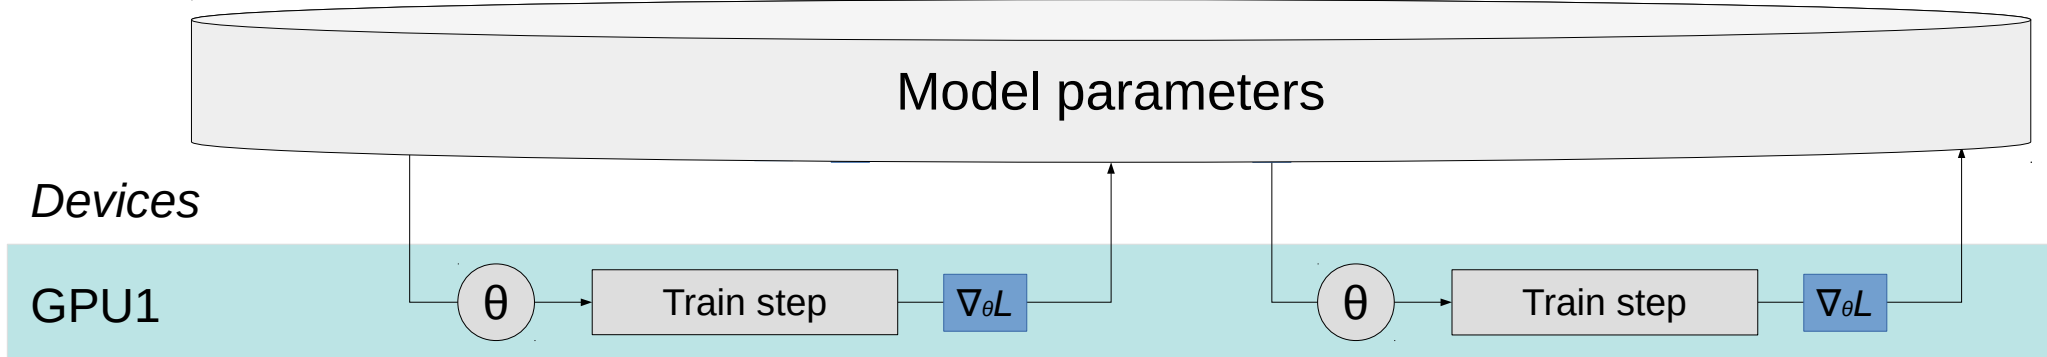 Model parameters
Devices
GPU1
θ
Train step
∇θL
θ
Train step
∇θL